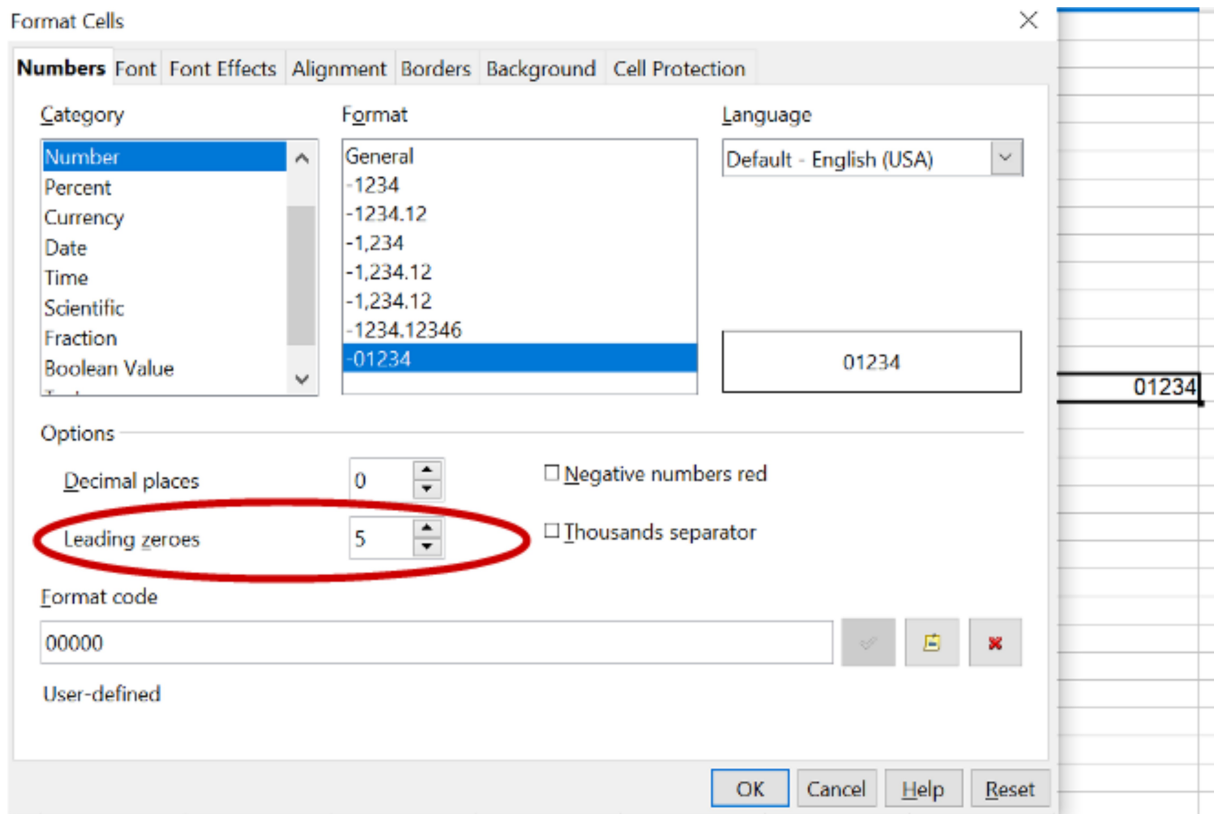 Format Cells
Numbers Font Font Effects Alignment Borders Background Cell Protection
Category
Number
Percent
Currency
Date
Time
Scientific
Fraction
Boolean Value
Format
General
-1234
-1234.12
-1,234
-1,234.12
-1,234.12
-1234.12346
-01234
Language
Default - English (USA)
01234
01234
Options
Decimal places 0
Negative numbers red
Leading zeroes 5
Thousands separator
Format code
00000
User-defined
OK Cancel Help Reset